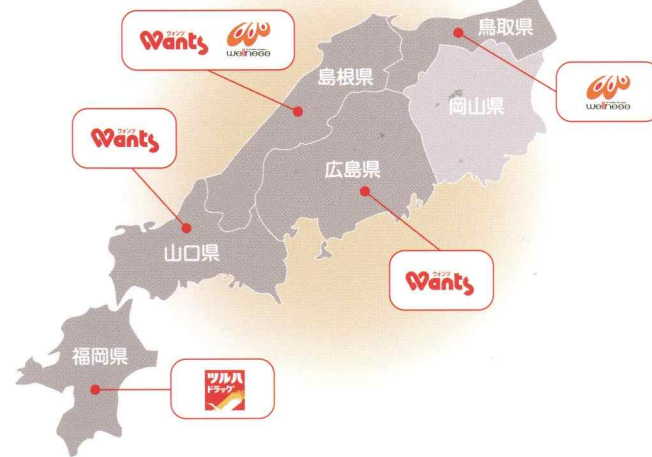 ウォンツ
Wants
wellness
鳥取県
島根県
wellness
岡山県
ウォンツ
Wants
広島県
山口県
ウォンツ
Wants
福岡県
ツルハ
ドラッグ